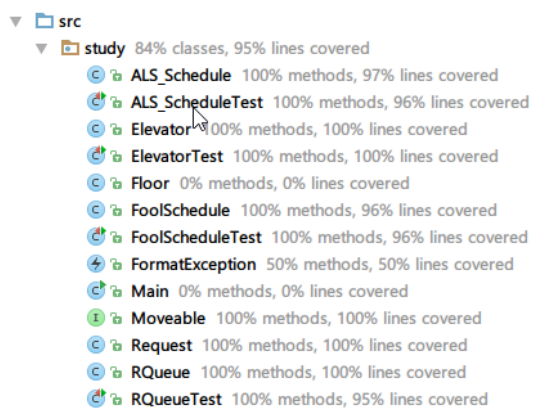 src
study 84% classes, 95% lines covered
ALS_Schedule 100% methods, 97% lines covered
ALS_ScheduleTest 100% methods, 96% lines covered
Elevator 100% methods, 100% lines covered
ElevatorTest 100% methods, 100% lines covered
Floor 0% methods, 0% lines covered
FoolSchedule 100% methods, 96% lines covered
FoolScheduleTest 100% methods, 96% lines covered
FormatException 50% methods, 50% lines covered
Main 0% methods, 0% lines covered
Moveable 100% methods, 100% lines covered
Request 100% methods, 100% lines covered
RQueue 100% methods, 100% lines covered
RQueueTest 100% methods, 95% lines covered